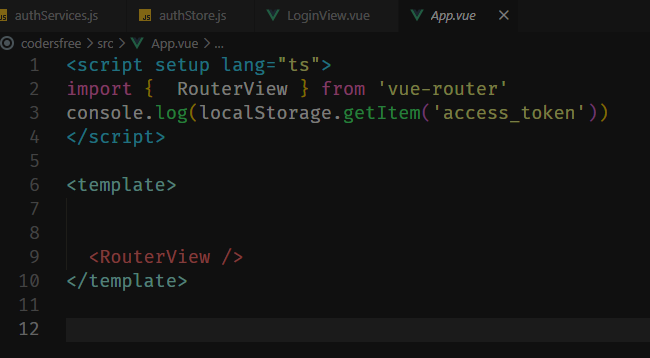 authServices.js authStore.js LoginView.vue App.vue
codersfree > src > App.vue > ...
1 <script setup lang="ts">
2 import {  RouterView } from 'vue-router'
3 console.log(localStorage.getItem('access_token'))
4 </script>
5
6 <template>
7
8
9   <RouterView />
10 </template>
11
12